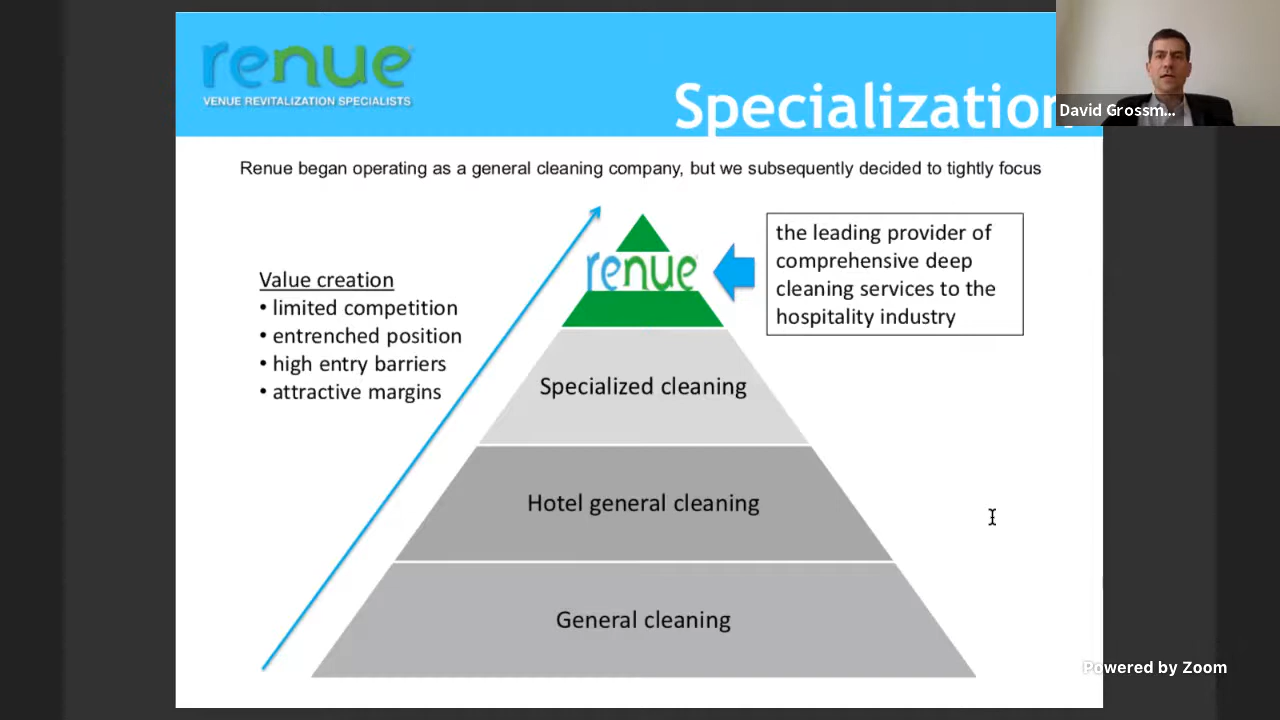 renue
VENUE REVITALIZATION SPECIALISTS
Specialization
David Grossm...
Renue began operating as a general cleaning company, but we subsequently decided to tightly focus
the leading provider of
comprehensive deep
cleaning services to the
hospitality industry
renue
Value creation
• limited competition
• entrenched position
• high entry barriers
• attractive margins
Specialized cleaning
Hotel general cleaning
General cleaning
Powered by Zoom